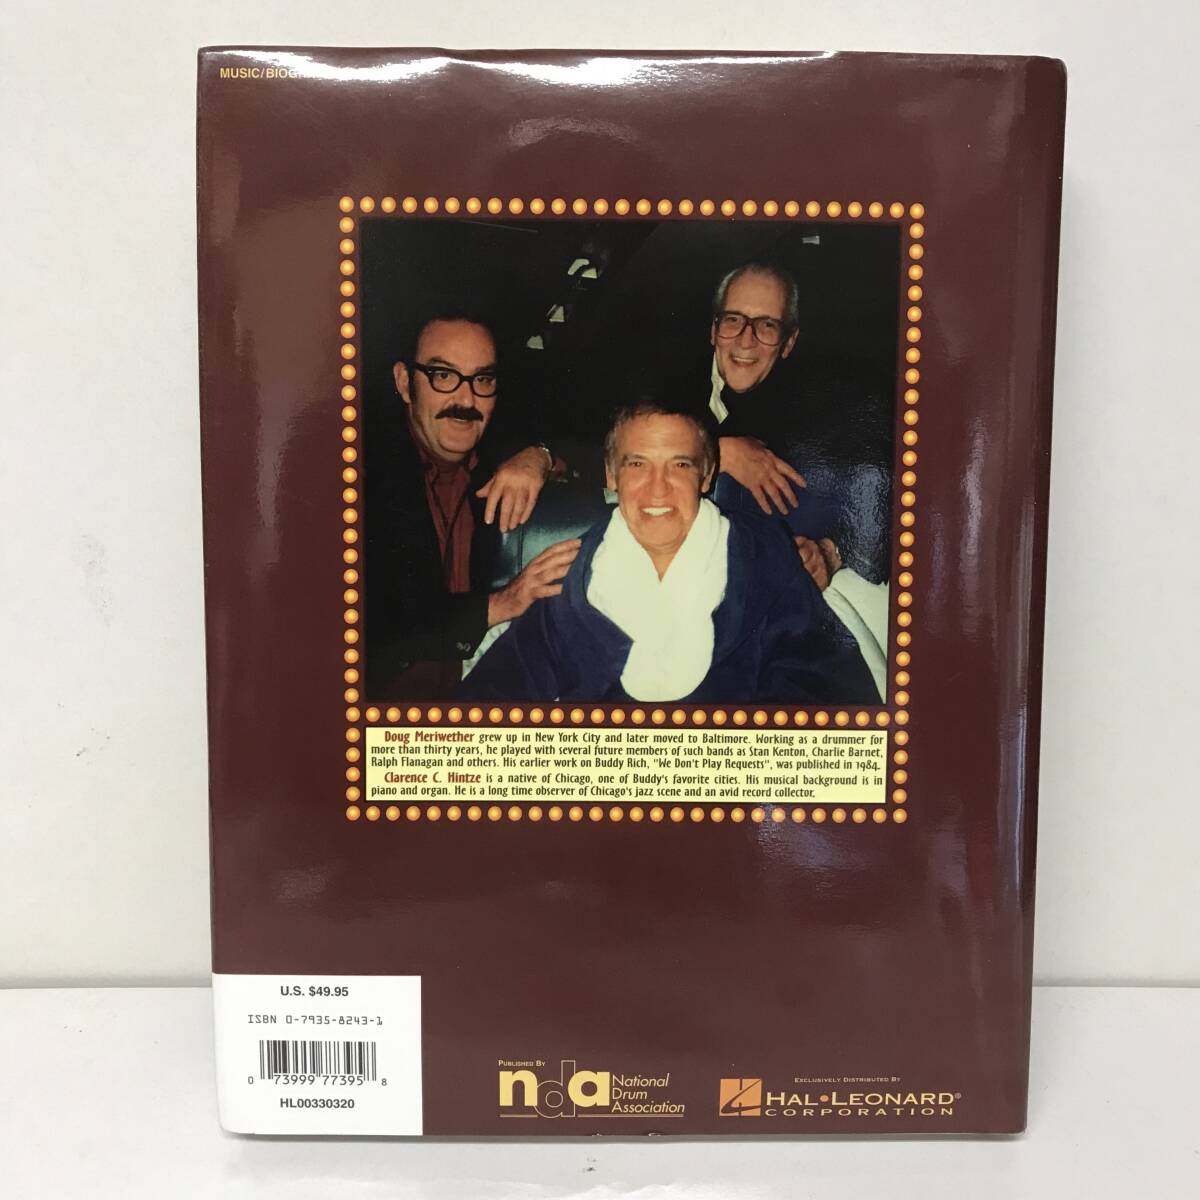 MUSIC/BIOGR
Doug Meriwether grew up in New York City and later moved to Baltimore. Working as a drummer for
more than thirty years, he played with several future members of such bands as Stan Kenton, Charlie Barnet,
Ralph Flanagan and others. His earlier work on Buddy Rich, "We Don't Play Requests", was published in 1984.
Clarence C. Hintze is a native of Chicago, one of Buddy's favorite cities. His musical background is in
piano and organ. He is a long time observer of Chicago's jazz scene and an avid record collector.
U.S. $49.95
ISBN 0-7935-8243-1
0 73999 77395 8
HL00330320
PUBLISHED BY
nda National
Drum
Association
EXCLUSIVELY DISTRIBUTED BY
HAL•LEONARD®
CORPORATION